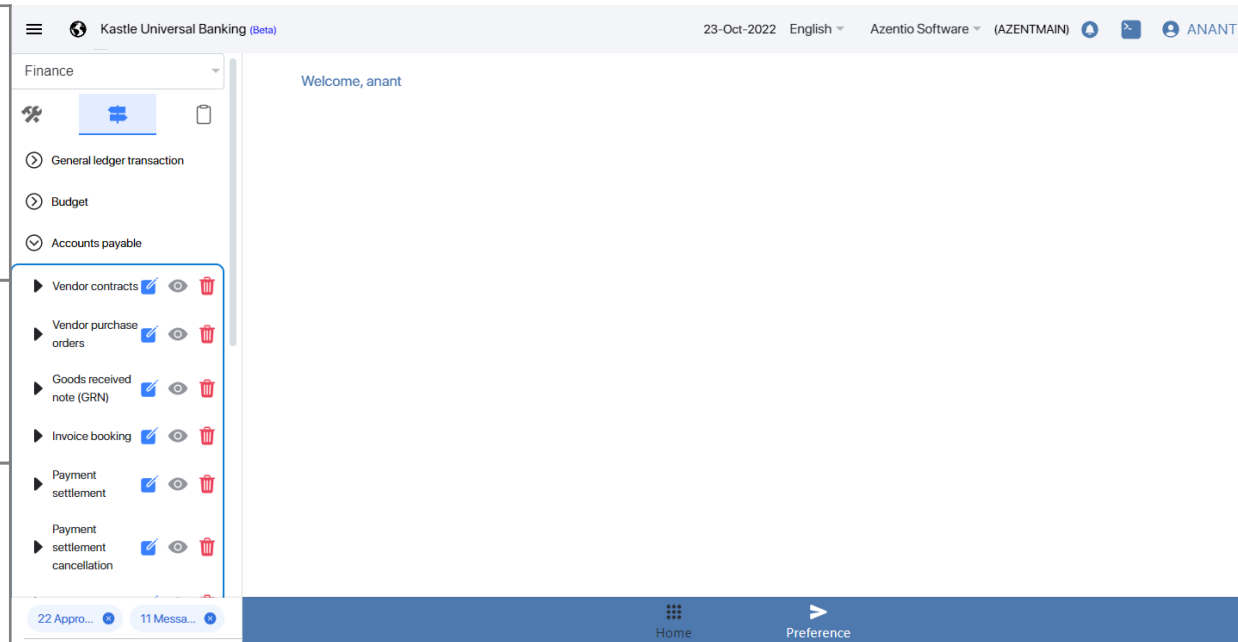 Kastle Universal Banking (Beta)
23-Oct-2022 English Azentio Software (AZENTMAIN) ANANT
Finance
Welcome, anant
General ledger transaction
Budget
Accounts payable
Vendor contracts
Vendor purchase
orders
Goods received
note (GRN)
Invoice booking
Payment
settlement
Payment
settlement
cancellation
22 Appro...
11 Messa...
Home
Preference